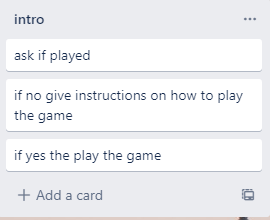 intro
ask if played
if no give instructions on how to play
the game
if yes the play the game
Add a card